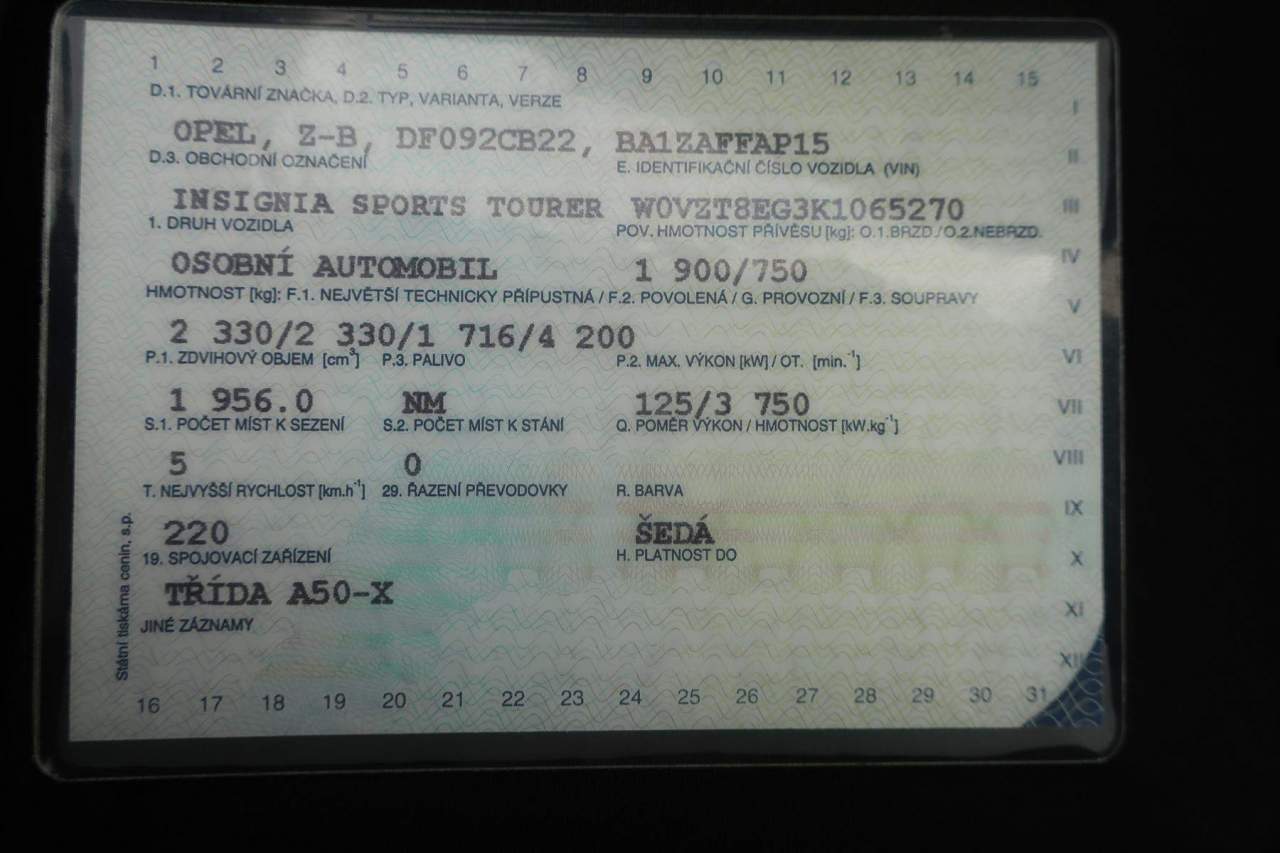 1 2 3 4 5 6 7 8 9 10 11 12 13 14 15
D.1. TOVÁRNÍ ZNAČKA, D.2. TYP, VARIANTA, VERZE
I
OPEL, Z-B, DF092CB22, BA1ZAFFAP15
II
D.3. OBCHODNÍ OZNAČENÍ E. IDENTIFIKAČNÍ ČÍSLO VOZIDLA (VIN)
INSIGNIA SPORTS TOURER W0VZT8EG3K1065270
III
1. DRUH VOZIDLA POV. HMOTNOST PŘÍVĚSU [kg]: O.1.BRZD./O.2.NEBRZD.
OSOBNÍ AUTOMOBIL 1 900/750
IV
HMOTNOST [kg]: F.1. NEJVĚTŠÍ TECHNICKY PŘÍPUSTNÁ / F.2. POVOLENÁ / G. PROVOZNÍ / F.3. SOUPRAVY
V
2 330/2 330/1 716/4 200
P.1. ZDVIHOVÝ OBJEM [cm³] P.3. PALIVO P.2. MAX. VÝKON [kW] / OT. [min.⁻¹]
VI
1 956.0 NM 125/3 750
VII
S.1. POČET MÍST K SEZENÍ S.2. POČET MÍST K STÁNÍ Q. POMĚR VÝKON / HMOTNOST [kW.kg⁻¹]
5 0
VIII
T. NEJVYŠŠÍ RYCHLOST [km.h⁻¹] 29. ŘAZENÍ PŘEVODOVKY R. BARVA
IX
220 ŠEDÁ
19. SPOJOVACÍ ZAŘÍZENÍ H. PLATNOST DO
X
TŘÍDA A50-X
XI
JINÉ ZÁZNAMY
XII
16 17 18 19 20 21 22 23 24 25 26 27 28 29 30 31
Státní tiskárna cenin, s.p.